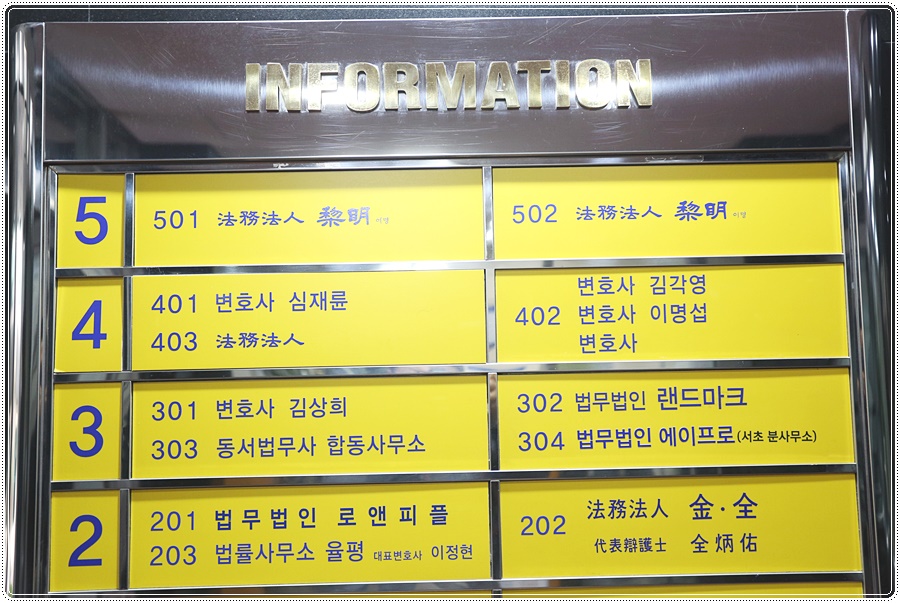 INFORMATION
5
501 法務法人 黎明 여명
502 法務法人 黎明 여명
4
401 변호사 심재륜
403 法務法人
402
변호사 김각영
변호사 이명섭
변호사
3
301 변호사 김상희
303 동서법무사 합동사무소
302 법무법인 랜드마크
304 법무법인 에이프로(서초 분사무소)
2
201 법무법인 로앤피플
203 법률사무소 율평 대표변호사 이정현
202
法務法人 金·全
代表辯護士 全炳佑